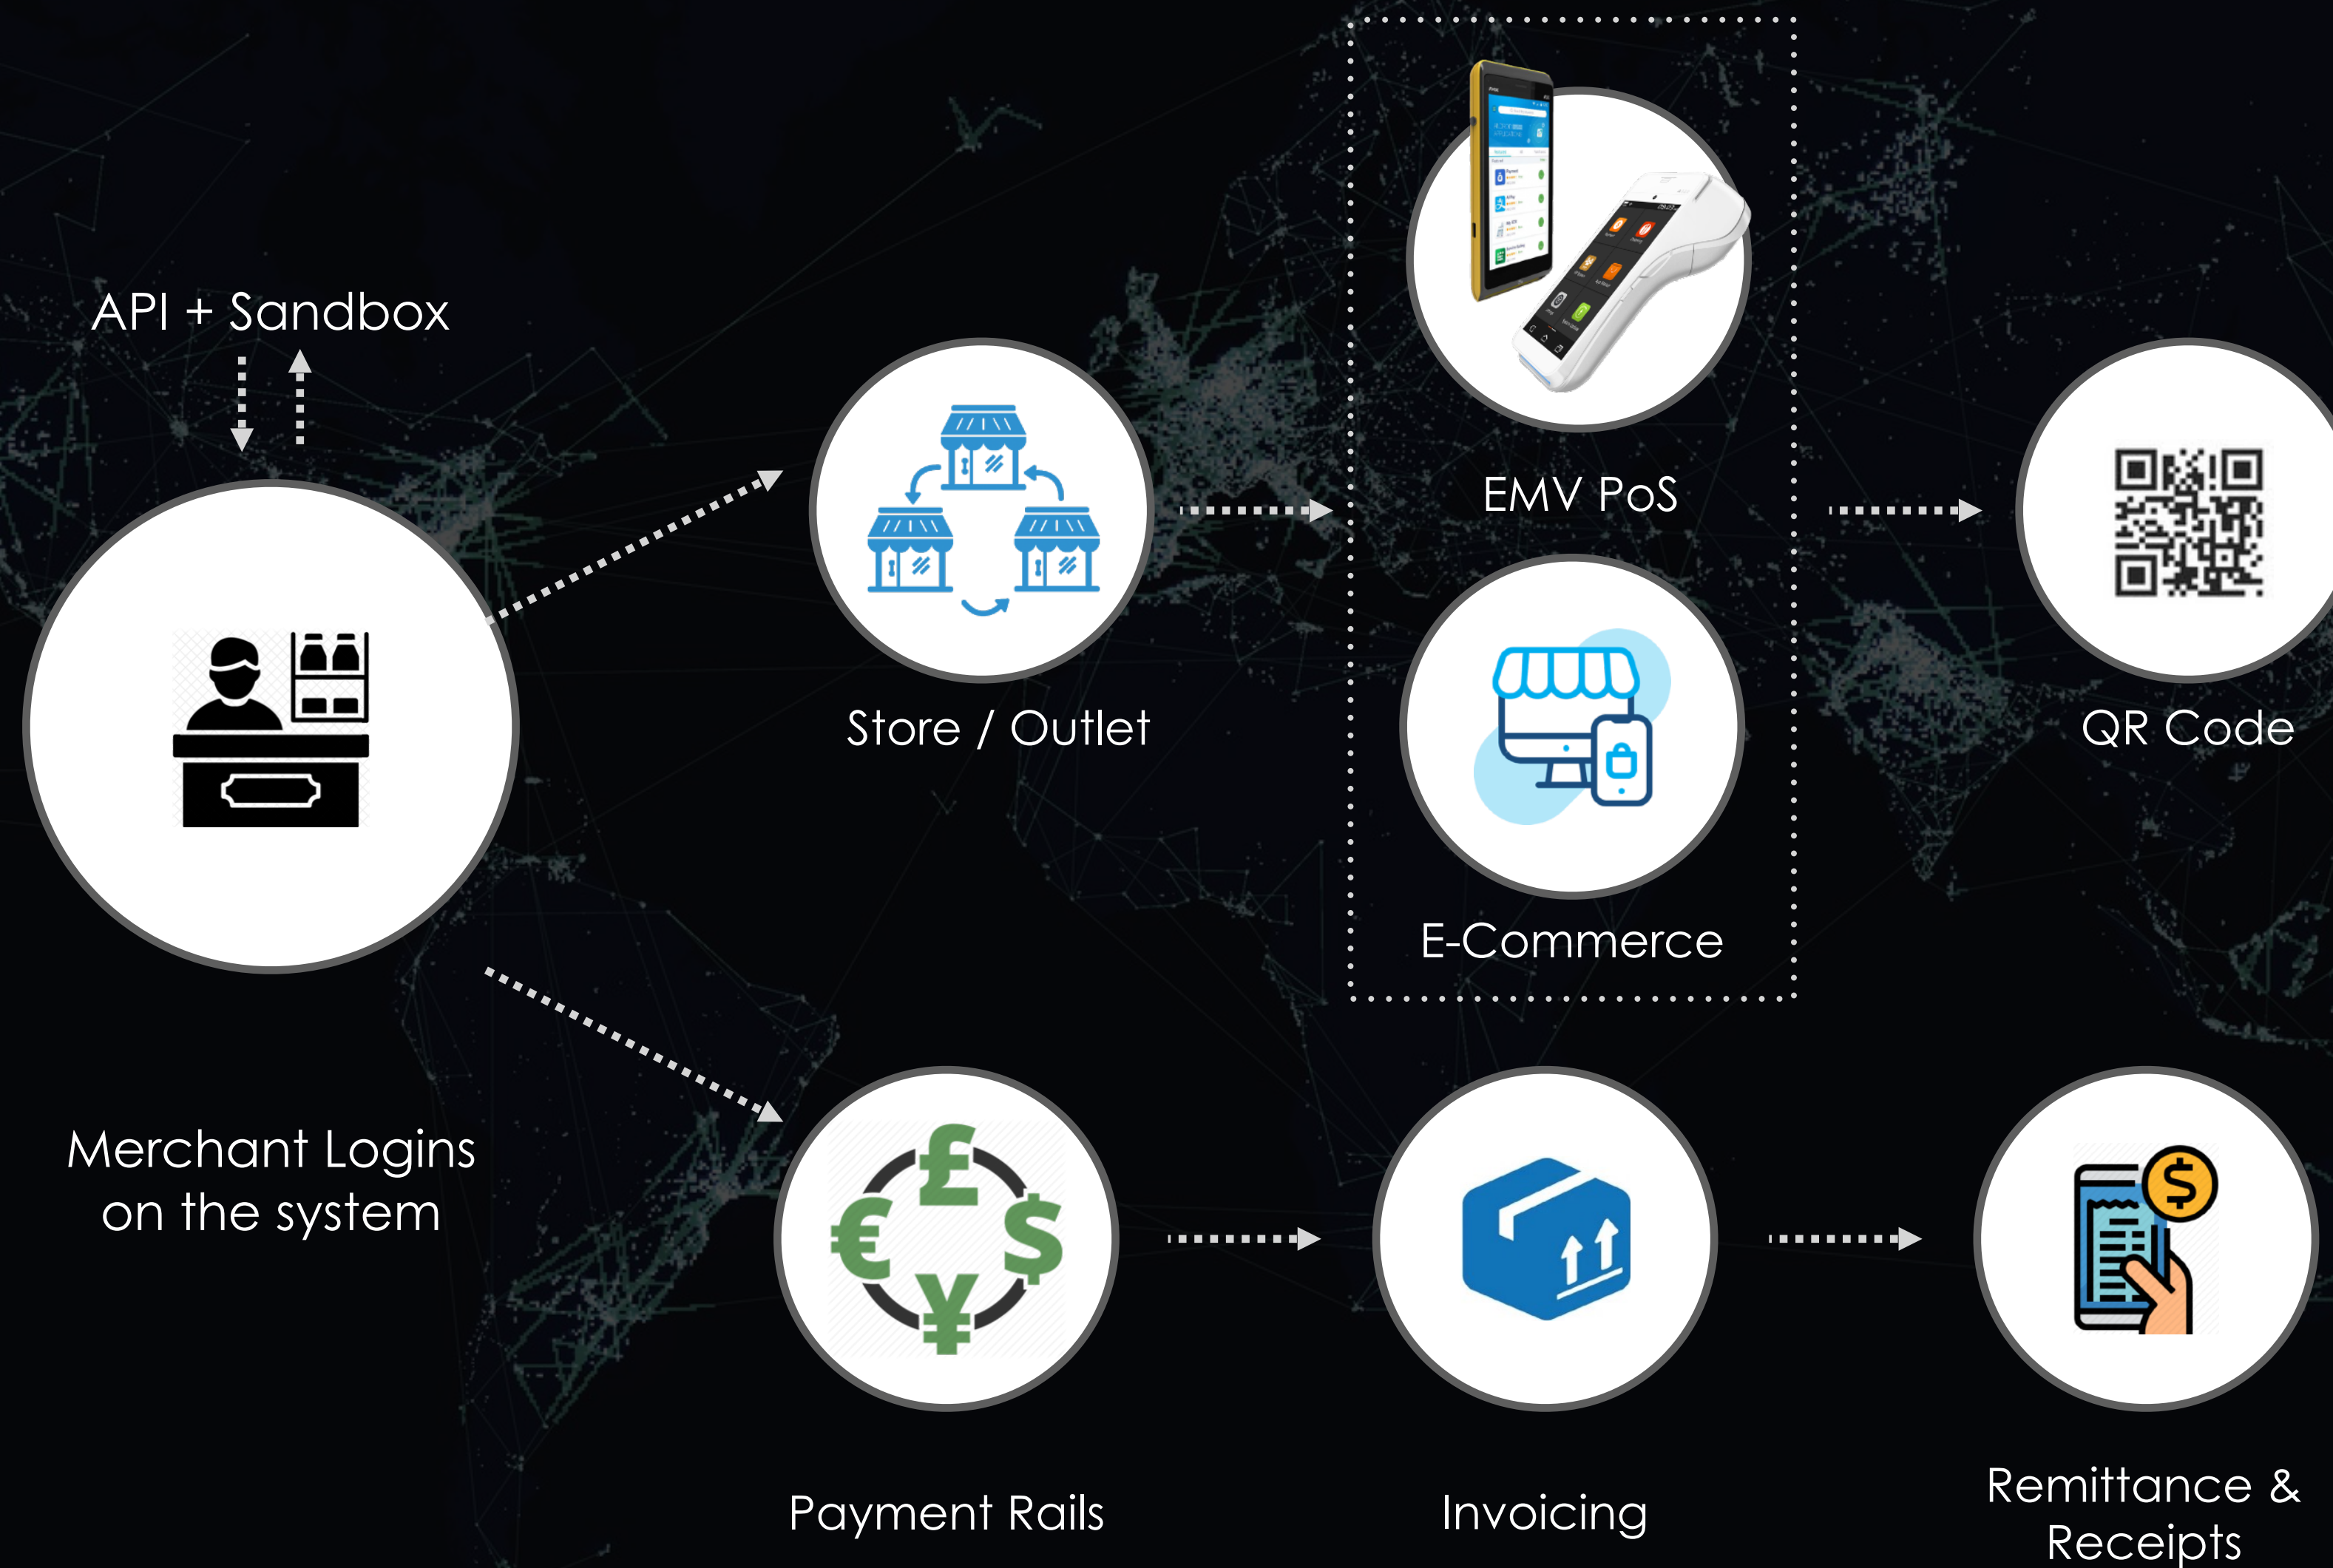 API + Sandbox
EMV PoS
Store / Outlet
QR Code
E-Commerce
Merchant Logins
on the system
Payment Rails
Invoicing
Remittance &
Receipts